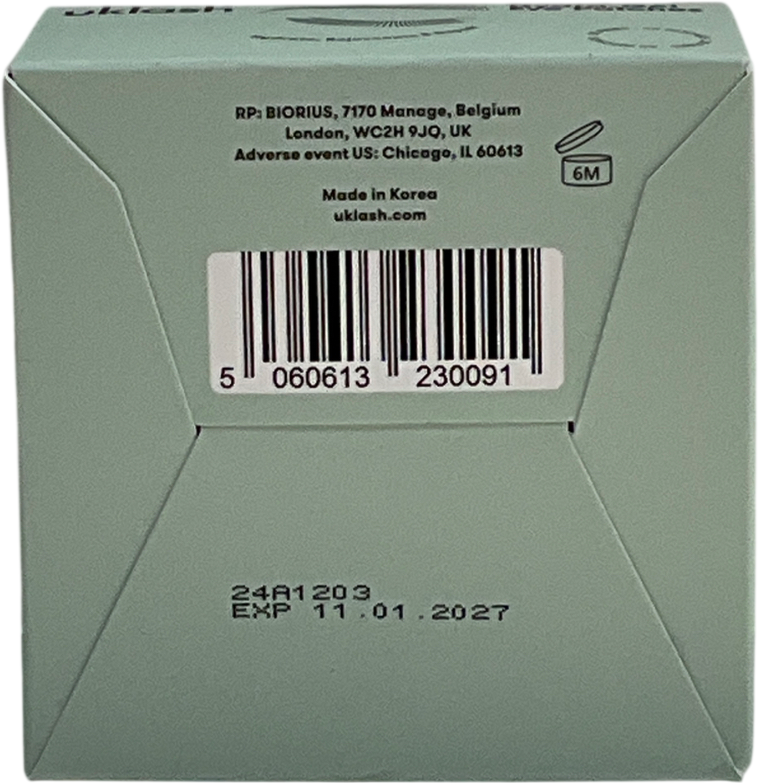 uklash
RP: BIORIUS, 7170 Manage, Belgium
London, WC2H 9JQ, UK
Adverse event US: Chicago, IL 60613
6M
Made in Korea
uklash.com
5 060613 230091
24A1203
EXP 11.01.2027